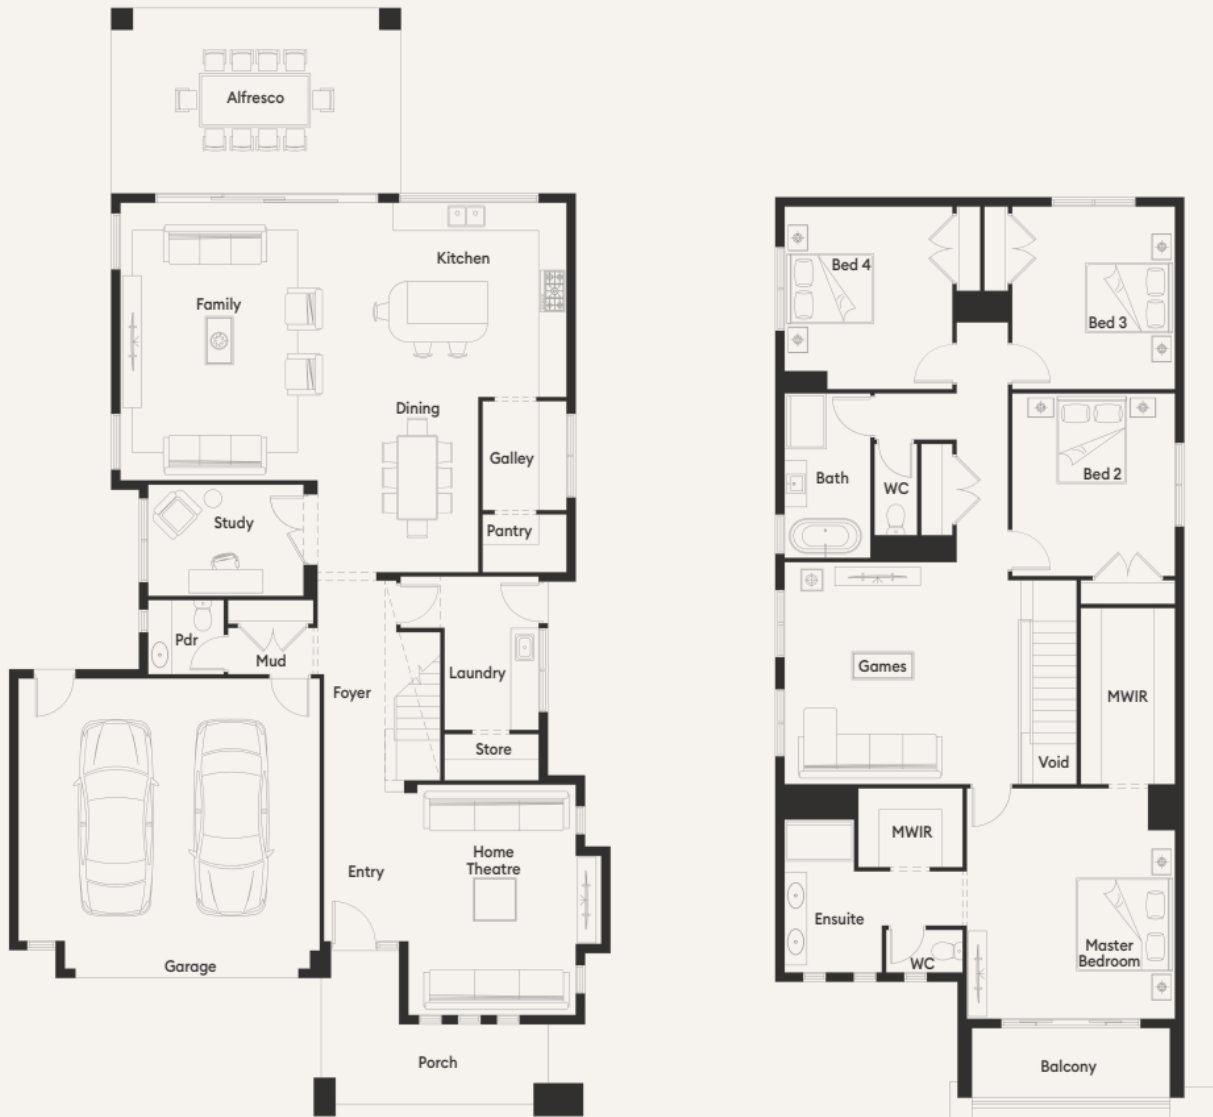 Alfresco
Kitchen
Family
Dining
Galley
Study
Pantry
Pdr
Mud
Laundry
Foyer
Store
Home
Theatre
Entry
Garage
Porch
Bed 4
Bed 3
Bed 2
Bath
WC
Games
MWIR
Void
MWIR
Ensuite
Master
Bedroom
WC
Balcony